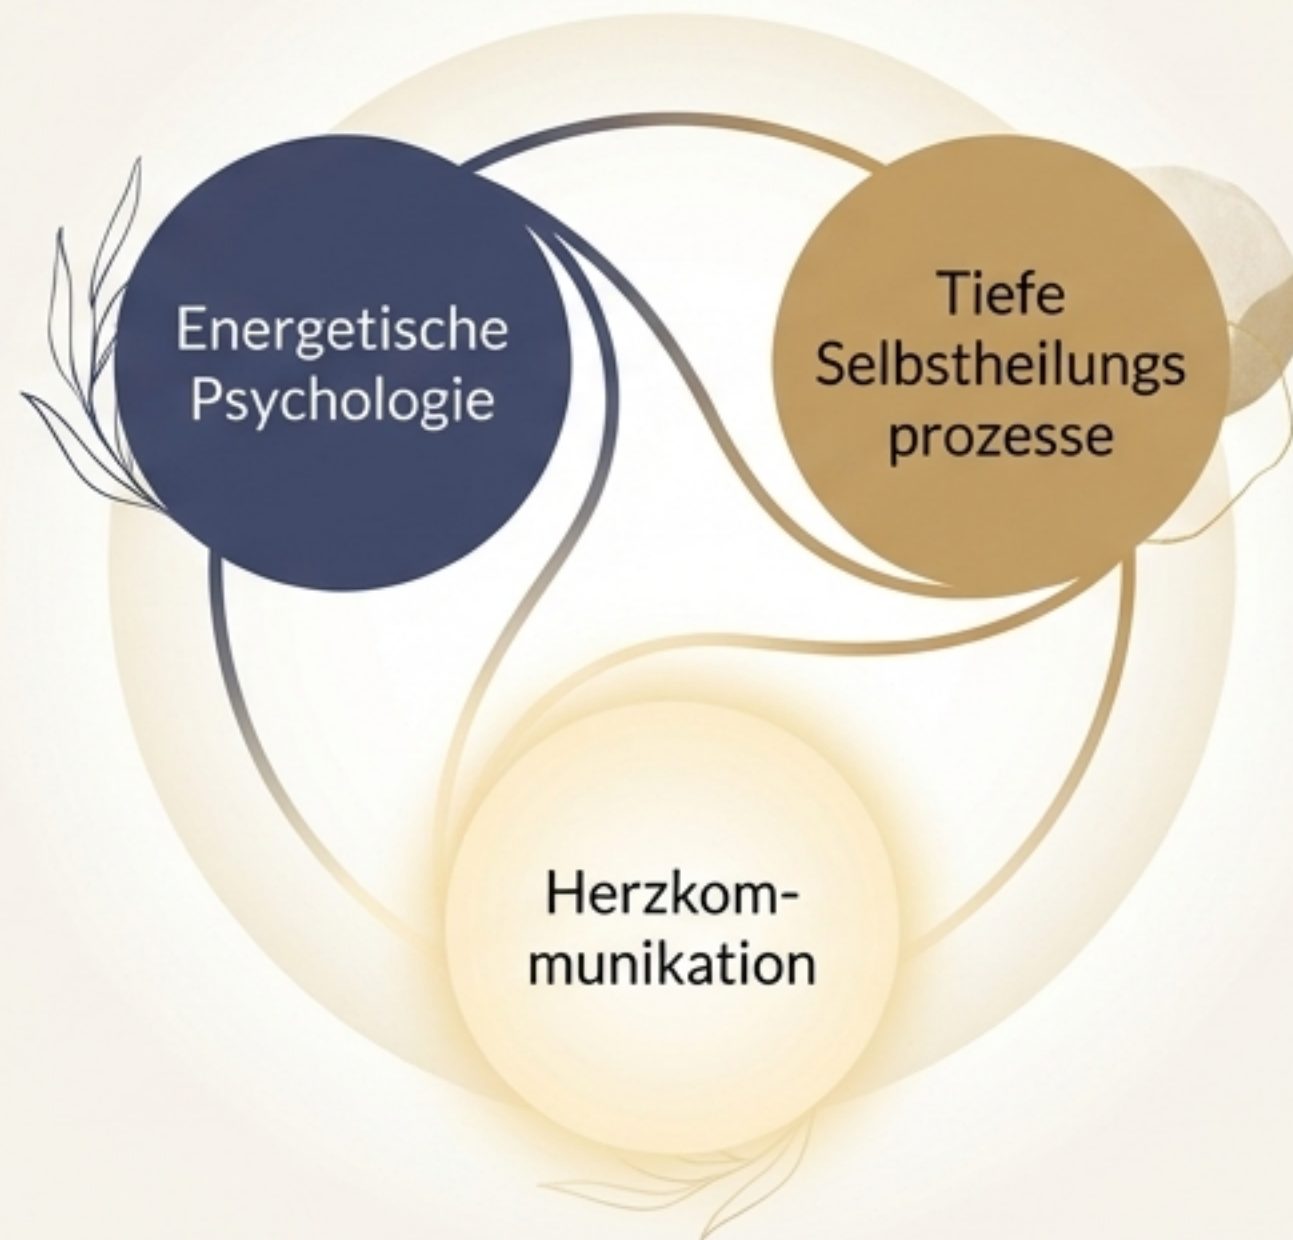 Energetische
Psychologie
Tiefe
Selbstheilungs
prozesse
Herzkom-
munikation